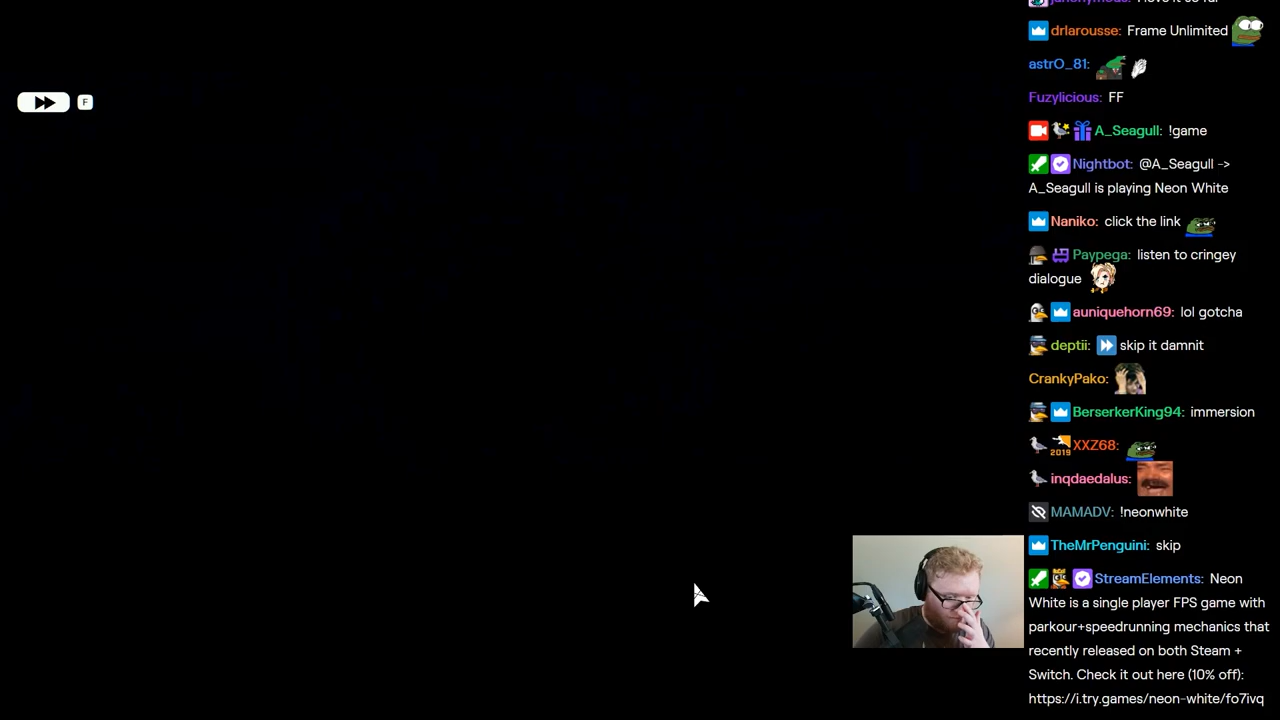 drlarousse: Frame Unlimited
astrO_81:
F
Fuzylicious: FF
A_Seagull: !game
Nightbot: @A_Seagull ->
A_Seagull is playing Neon White
Naniko: click the link
Paypega: listen to cringey
dialogue
auniquehorn69: lol gotcha
deptii: skip it damnit
CrankyPako:
BerserkerKing94: immersion
2019 XXZ68:
inqdaedalus:
MAMADV: !neonwhite
TheMrPenguini: skip
StreamElements: Neon
White is a single player FPS game with
parkour+speedrunning mechanics that
recently released on both Steam +
Switch. Check it out here (10% off):
https://i.try.games/neon-white/fo7ivq